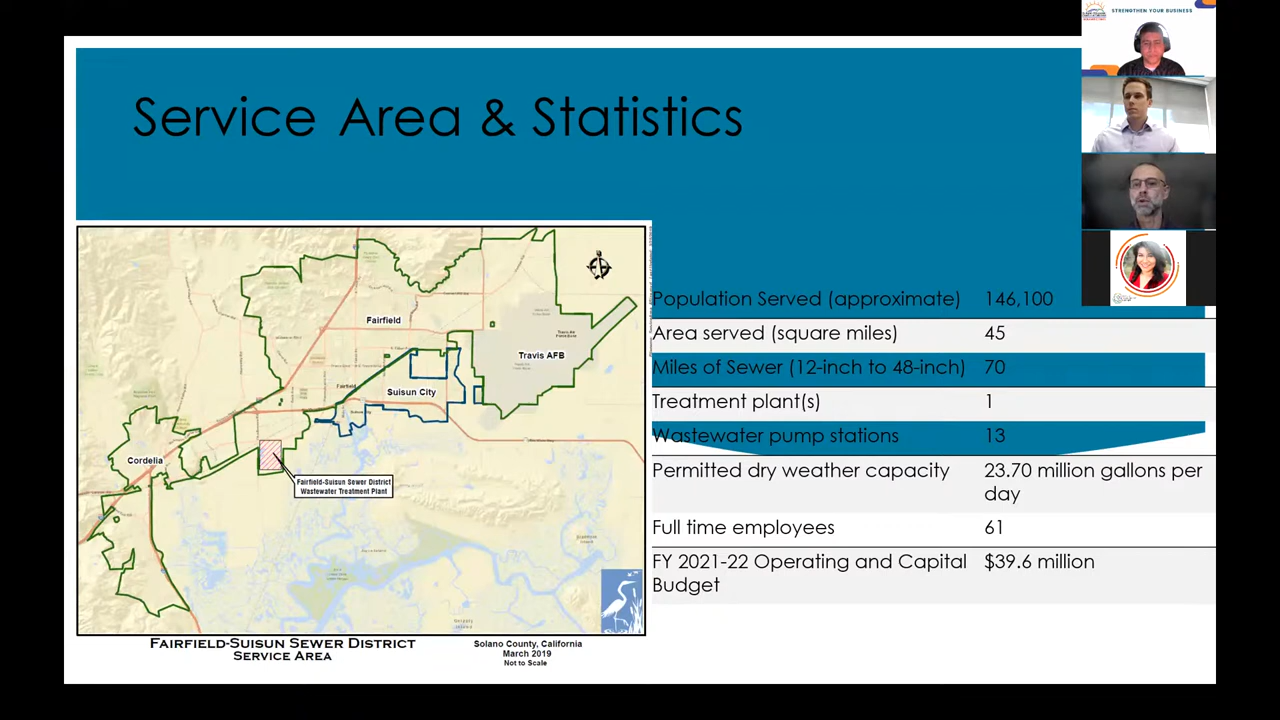 STRENGTHEN YOUR BUSINESS
Service Area & Statistics
Fairfield
Travis AFB
Fairfield
Suisun City
Cordelia
Fairfield-Suisun Sewer District
Wastewater Treatment Plant
FAIRFIELD-SUISUN SEWER DISTRICT
SERVICE AREA
Solano County, California
March 2019
Not to Scale
Population Served (approximate) 146,100
Area served (square miles) 45
Miles of Sewer (12-inch to 48-inch) 70
Treatment plant(s) 1
Wastewater pump stations 13
Permitted dry weather capacity 23.70 million gallons per
day
Full time employees 61
FY 2021-22 Operating and Capital $39.6 million
Budget